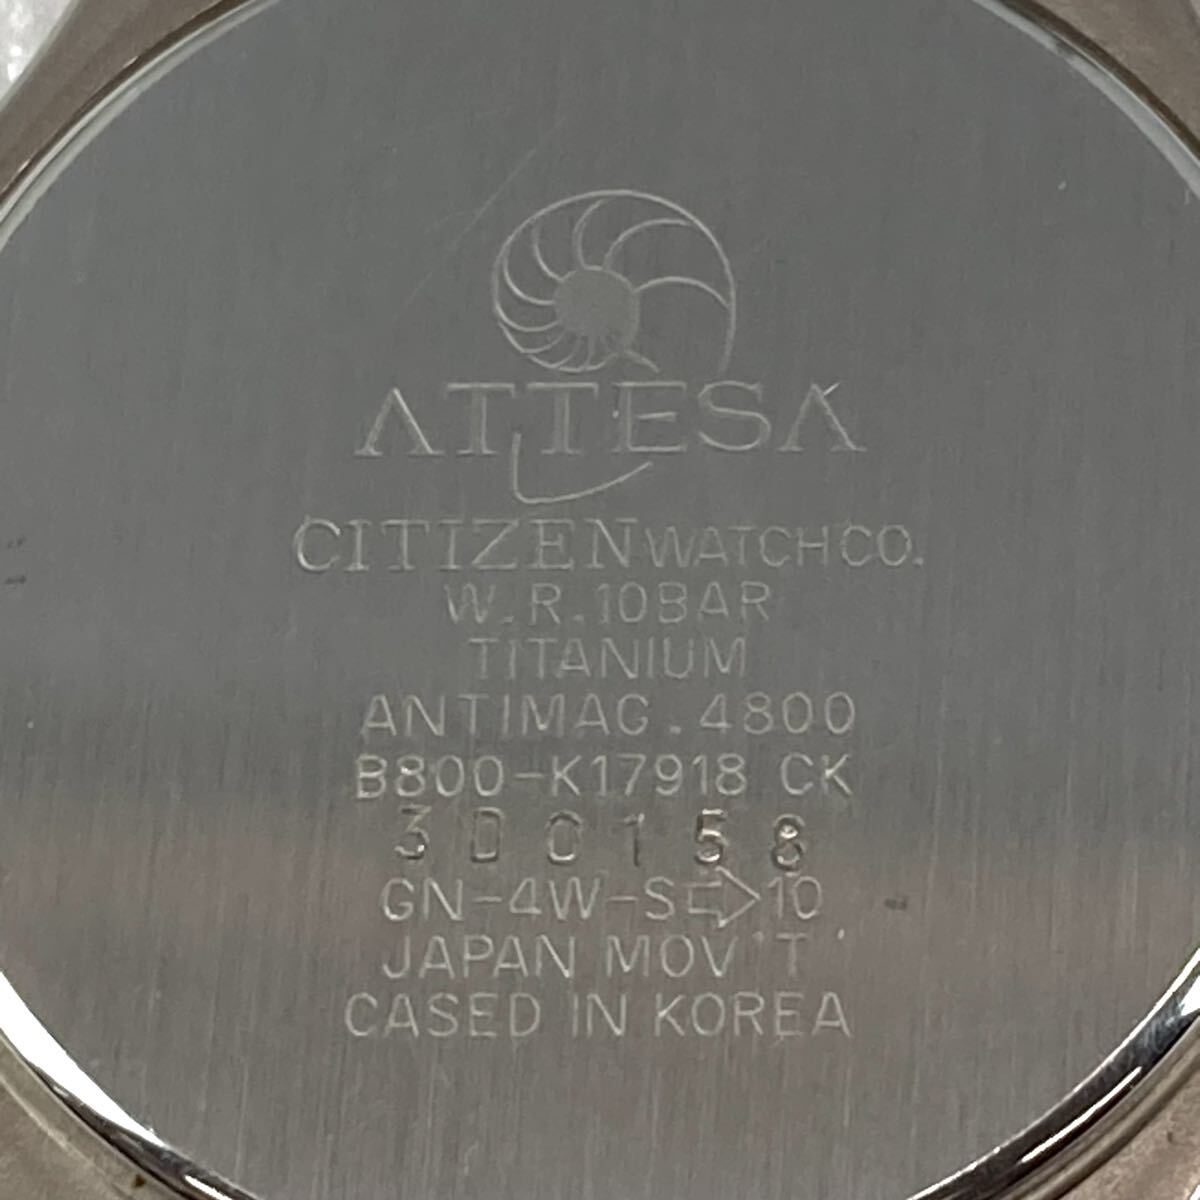 ATTESA
CITIZEN WATCH CO.
W.R.10BAR
TITANIUM
ANTIMAG.4800
B800-K17918 CK
300158
GN-4W-S 10
JAPAN MOV'T
CASED IN KOREA